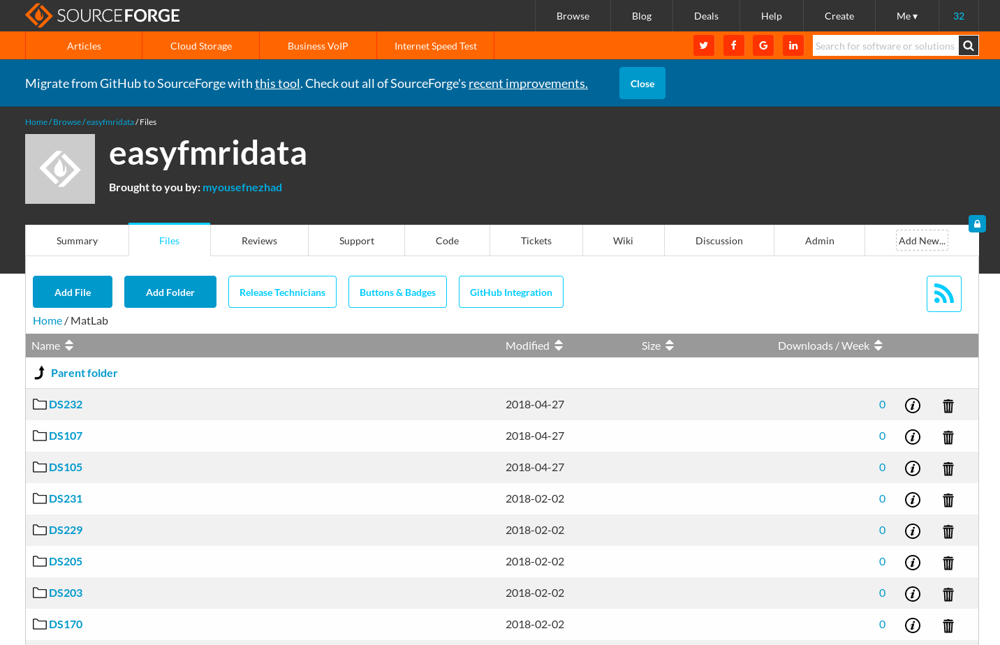 SOURCEFORGE Browse Blog Deals Help Create Me ▾ 32
Articles Cloud Storage Business VoIP Internet Speed Test Search for software or solutions
Migrate from GitHub to SourceForge with this tool. Check out all of SourceForge's recent improvements. Close
Home / Browse / easyfmridata / Files
easyfmridata
Brought to you by: myousefnezhad
Summary Files Reviews Support Code Tickets Wiki Discussion Admin Add New...
Add File Add Folder Release Technicians Buttons & Badges GitHub Integration
Home / MatLab
Name Modified Size Downloads / Week
Parent folder
DS232 2018-04-27 0
DS107 2018-04-27 0
DS105 2018-04-27 0
DS231 2018-02-02 0
DS229 2018-02-02 0
DS205 2018-02-02 0
DS203 2018-02-02 0
DS170 2018-02-02 0